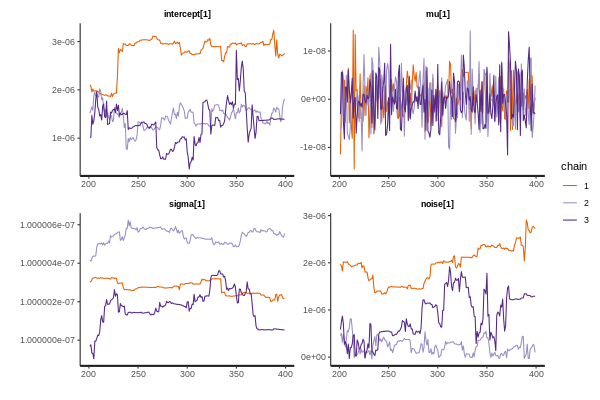 intercept[1]
3e-06
2e-06
1e-06
200 250 300 350 400
mu[1]
1e-08
0e+00
-1e-08
200 250 300 350 400
sigma[1]
1.000006e-07
1.000004e-07
1.000002e-07
1.000000e-07
200 250 300 350 400
noise[1]
3e-06
2e-06
1e-06
0e+00
200 250 300 350 400
chain
1
2
3